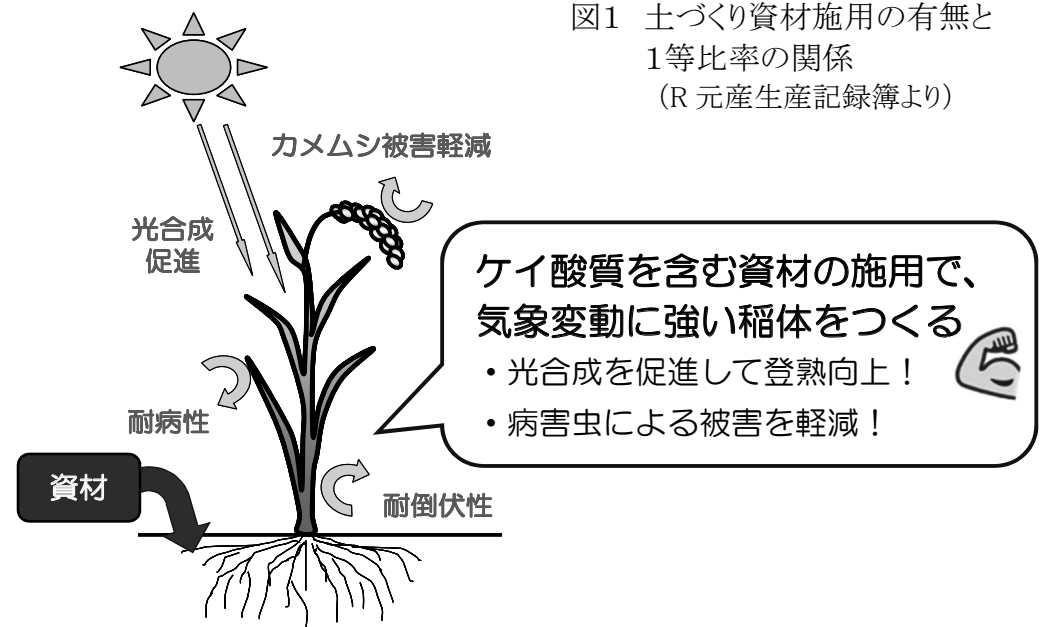 図1 土づくり資材施用の有無と
1等比率の関係
(R 元産生産記録簿より)
カメムシ被害軽減
光合成
促進
ケイ酸質を含む資材の施用で、
気象変動に強い稲体をつくる
・光合成を促進して登熟向上!
・病害虫による被害を軽減!
耐病性
資材
耐倒伏性